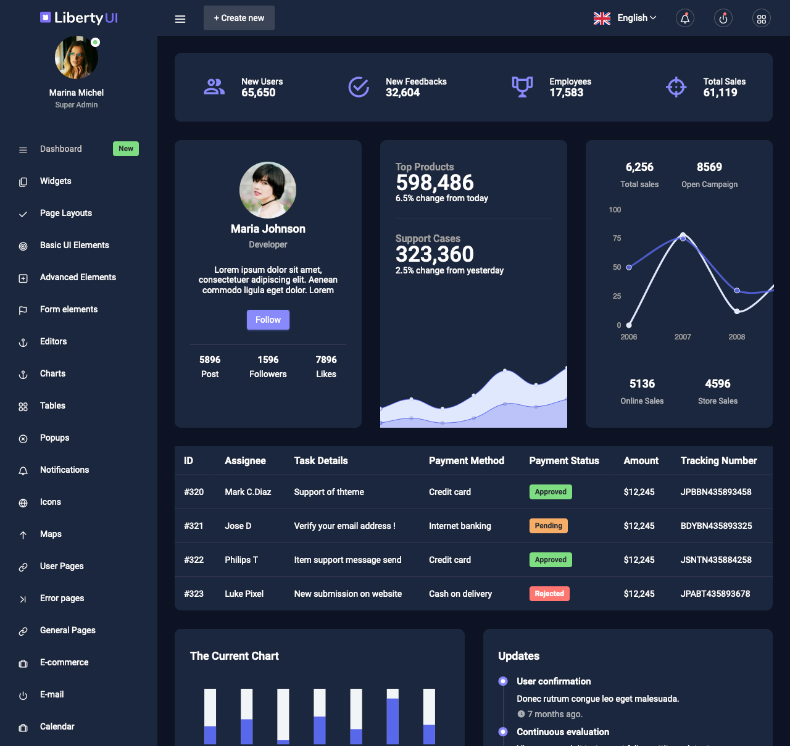 LibertyUI
+ Create new
English
Marina Michel
Super Admin
Dashboard
New
Widgets
Page Layouts
Basic UI Elements
Advanced Elements
Form elements
Editors
Charts
Tables
Popups
Notifications
Icons
Maps
User Pages
Error pages
General Pages
E-commerce
E-mail
Calendar
New Users
65,650
New Feedbacks
32,604
Employees
17,583
Total Sales
61,119
Maria Johnson
Developer
Lorem ipsum dolor sit amet,
consectetuer adipiscing elit. Aenean
commodo ligula eget dolor. Lorem
Follow
5896 1596 7896
Post Followers Likes
Top Products
598,486
6.5% change from today
Support Cases
323,360
2.5% change from yesterday
6,256 8569
Total sales Open Campaign
100
75
50
25
0
2006 2007 2008
5136 4596
Online Sales Store Sales
ID Assignee Task Details Payment Method Payment Status Amount Tracking Number
#320 Mark C.Diaz Support of thteme Credit card Approved $12,245 JPBBN435893458
#321 Jose D Verify your email address ! Internet banking Pending $12,245 BDYBN435893325
#322 Philips T Item support message send Credit card Approved $12,245 JSNTN435884258
#323 Luke Pixel New submission on website Cash on delivery Rejected $12,245 JPABT435893678
The Current Chart
Updates
User confirmation
Donec rutrum congue leo eget malesuada.
7 months ago.
Continuous evaluation